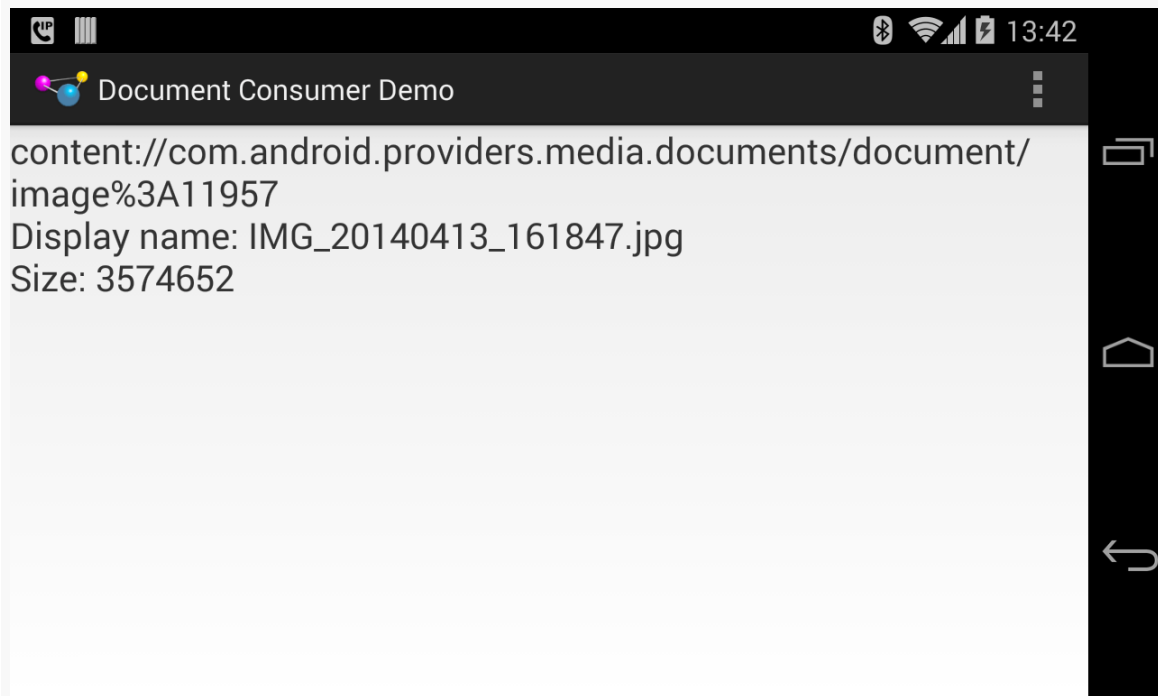 IP
13:42
Document Consumer Demo
content://com.android.providers.media.documents/document/
image%3A11957
Display name: IMG_20140413_161847.jpg
Size: 3574652